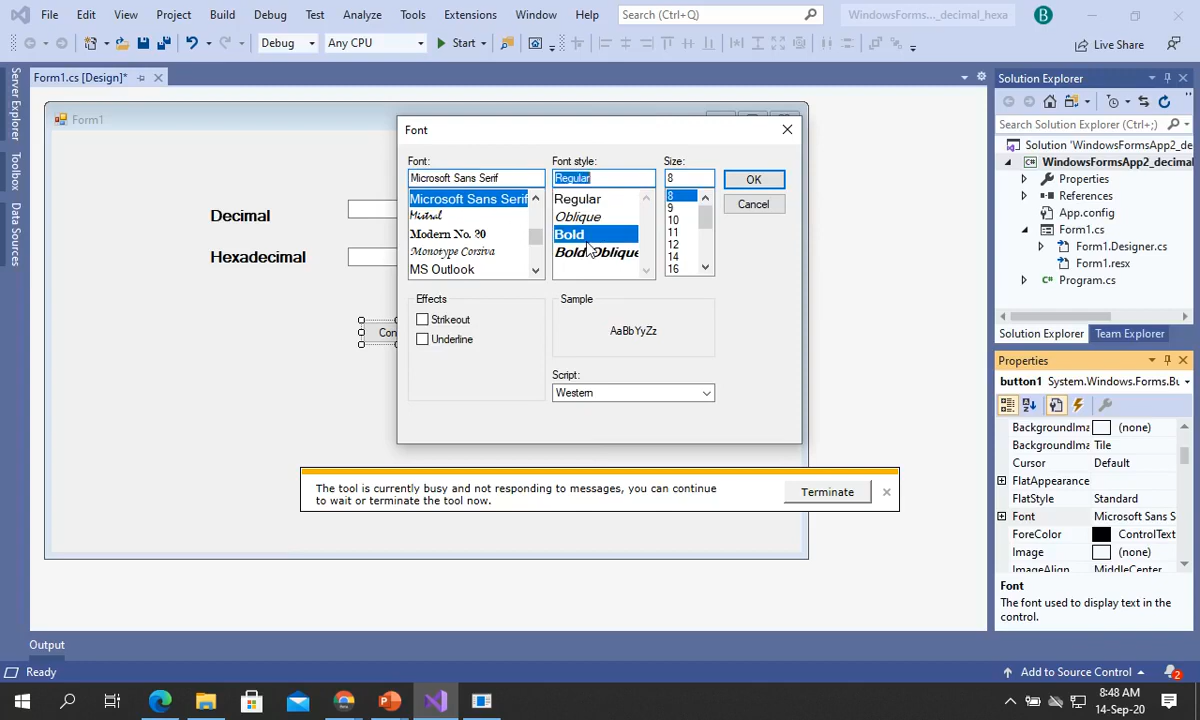 File Edit View Project Build Debug Test Analyze Tools Extensions Window Help Search (Ctrl+Q) WindowsForms..._decimal_hexa B
Debug Any CPU Start Live Share
Form1.cs [Design]*
Server Explorer
Toolbox
Data Sources
Form1
Decimal
Hexadecimal
Con
Font
Font: Font style: Size:
Microsoft Sans Serif Regular 8 OK
Microsoft Sans Serif Regular 8 Cancel
Mistral Oblique 9
Modern No. 20 Bold 10
Monotype Corsiva Bold Oblique 11
MS Outlook 12
14
16
Effects
Strikeout
Underline
Sample
AaBbYyZz
Script:
Western
The tool is currently busy and not responding to messages, you can continue
to wait or terminate the tool now.
Terminate
Solution Explorer
Search Solution Explorer (Ctrl+;)
Solution 'WindowsFormsApp2_dec
WindowsFormsApp2_decimal
Properties
References
App.config
Form1.cs
Form1.Designer.cs
Form1.resx
Program.cs
Solution Explorer Team Explorer
Properties
button1 System.Windows.Forms.Bu
BackgroundIma (none)
BackgroundIma Tile
Cursor Default
FlatAppearance
FlatStyle Standard
Font Microsoft Sans S
ForeColor ControlText
Image (none)
ImageAlign MiddleCenter
Font
The font used to display text in the
control.
Output
Ready
Add to Source Control 2
8:48 AM
14-Sep-20